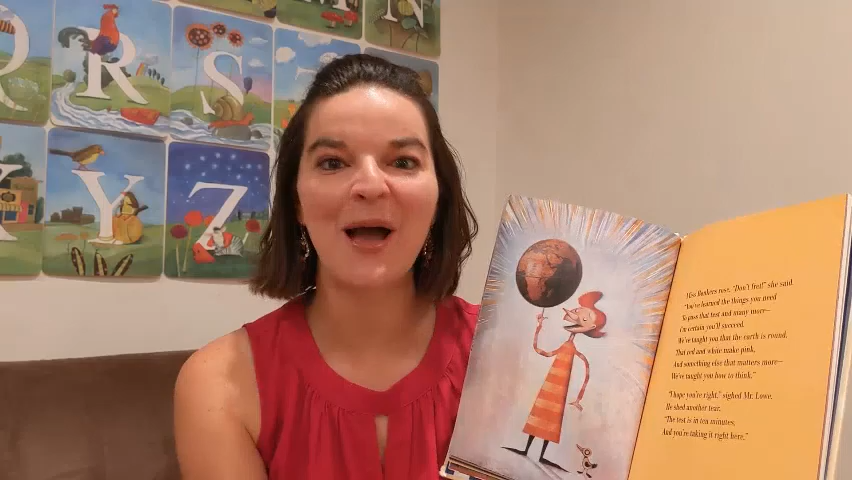 M
N
R
S
X
Y
Z
Miss Bonkers rose. "Don't fret!" she said.
"You've learned the things you need
To pass that test and many more—
I'm certain you'll succeed.
We've taught you that the earth is round,
That red and white make pink,
And something else that matters more—
We've taught you how to think."
"I hope you're right," sighed Mr. Lowe.
He shed another tear.
"The test is in ten minutes,
And you're taking it right here."